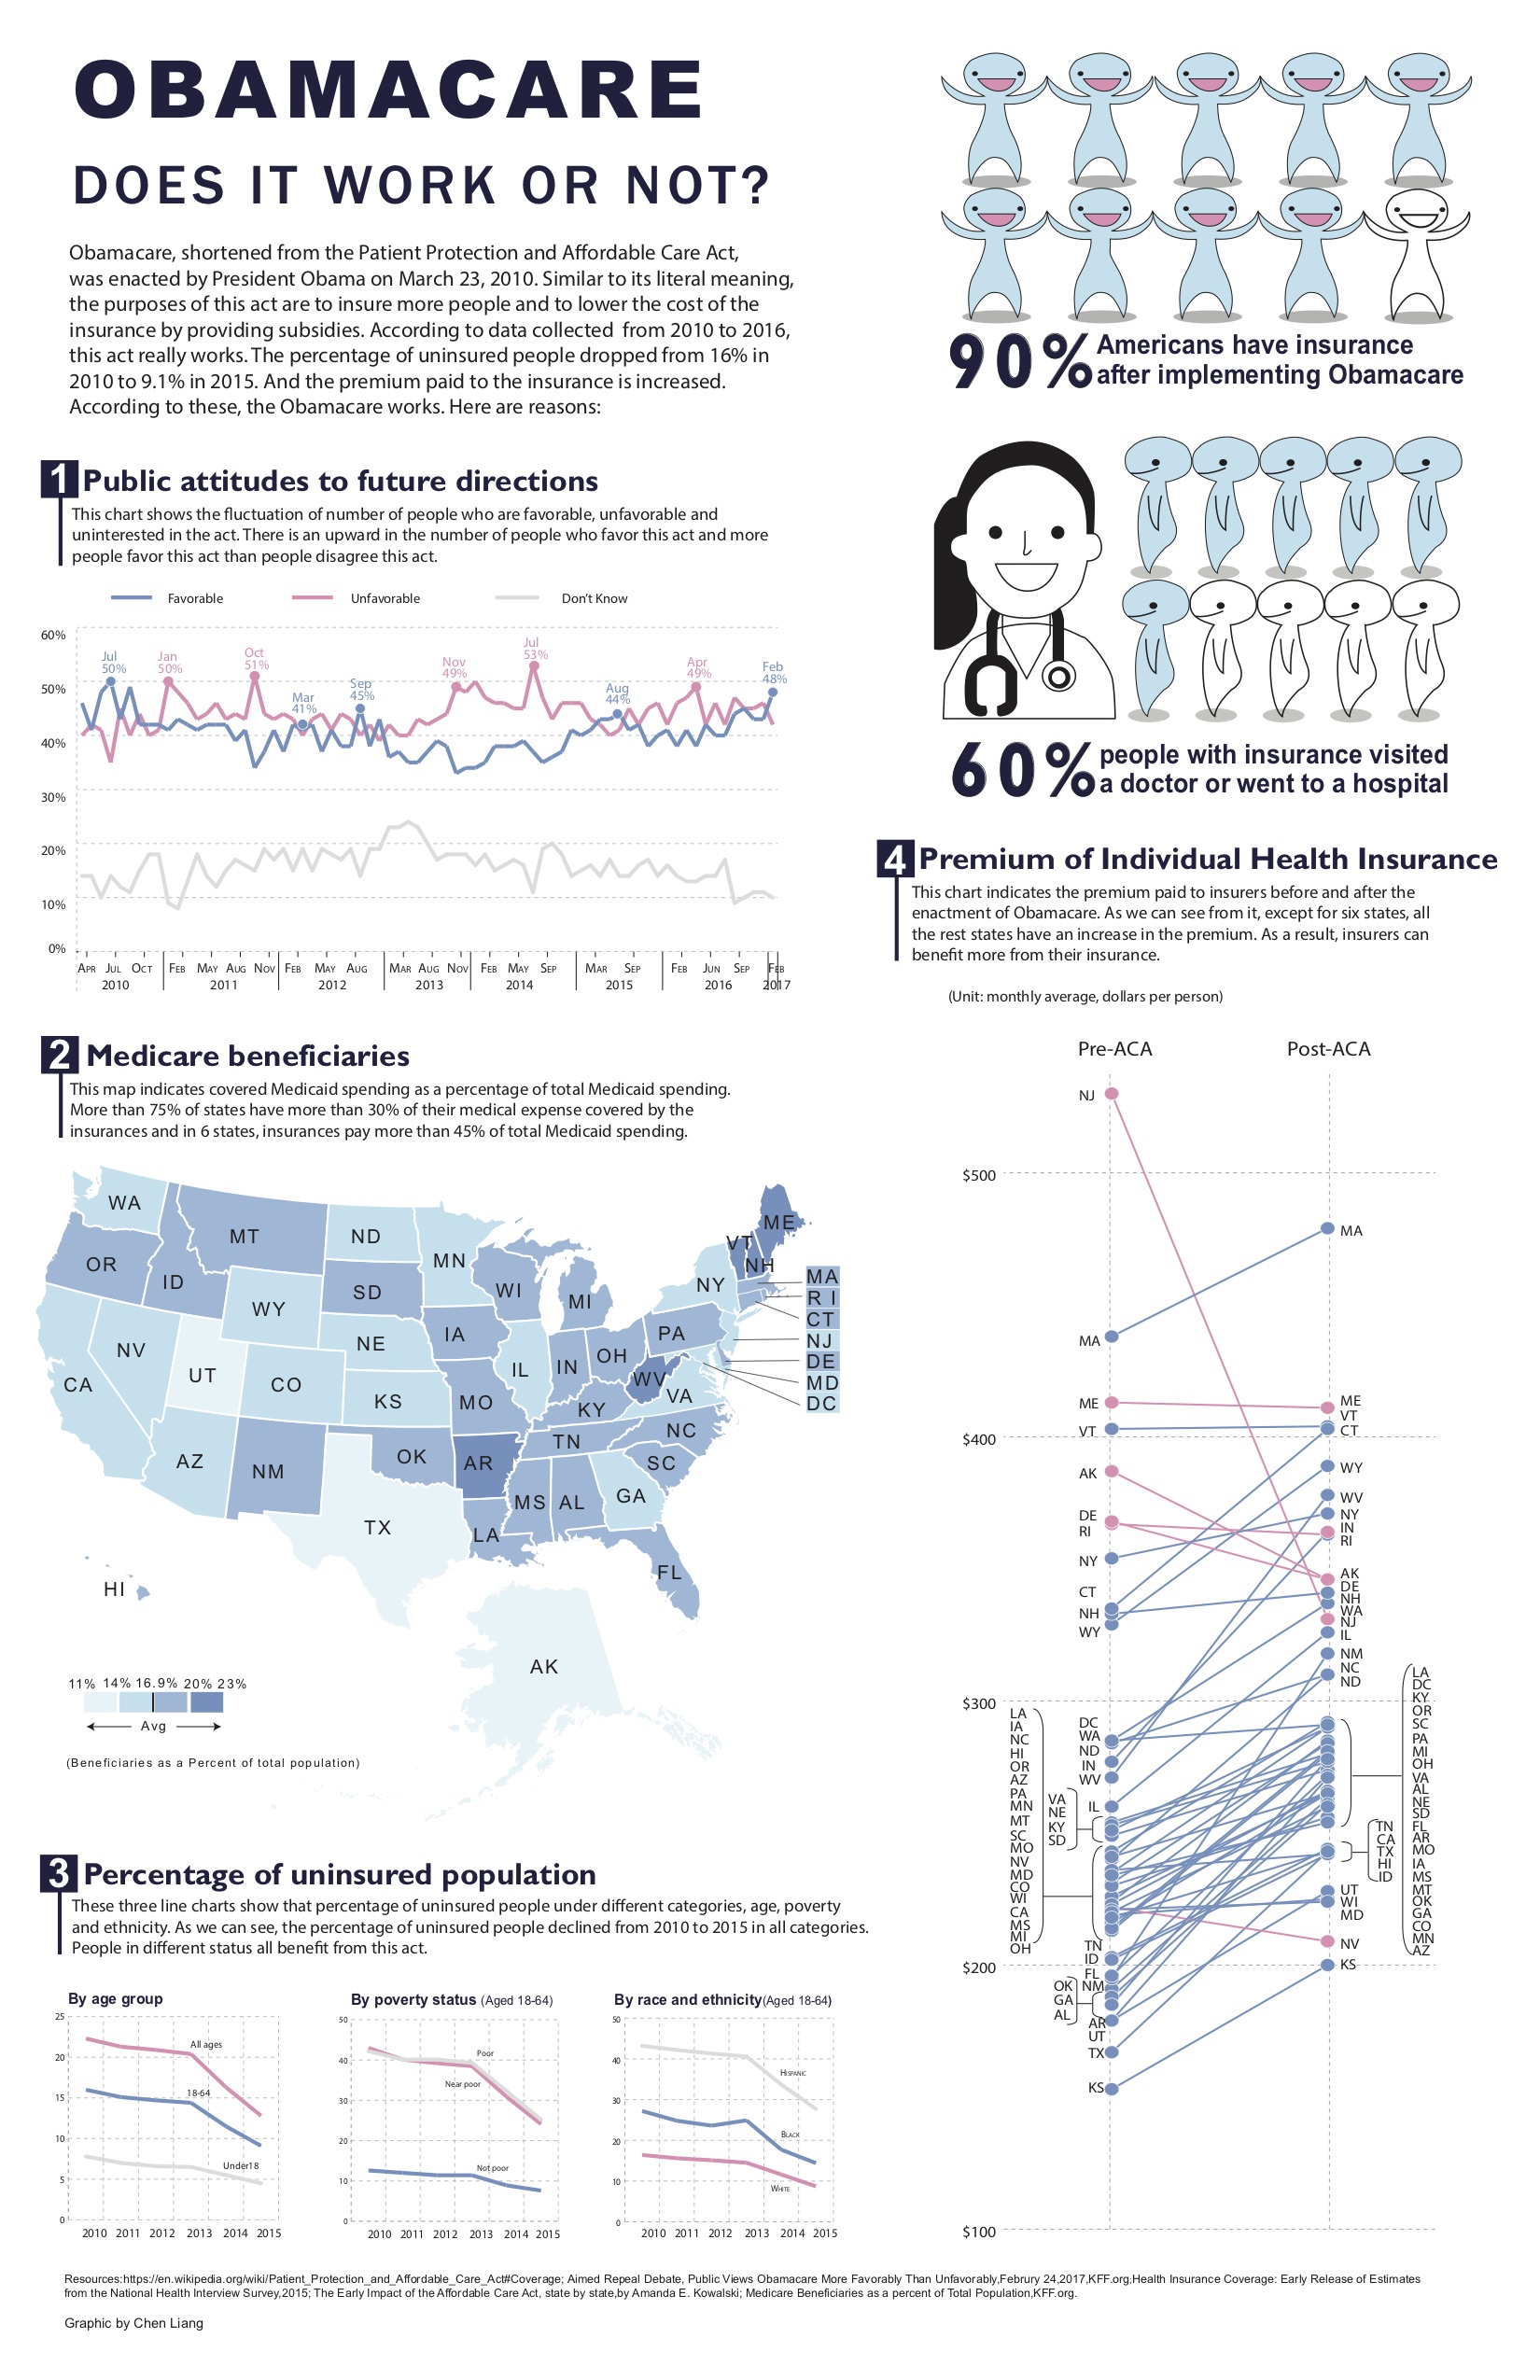 OBAMACARE
DOES IT WORK OR NOT?
Obamacare, shortened from the Patient Protection and Affordable Care Act,
was enacted by President Obama on March 23, 2010. Similar to its literal meaning,
the purposes of this act are to insure more people and to lower the cost of the
insurance by providing subsidies. According to data collected from 2010 to 2016,
this act really works. The percentage of uninsured people dropped from 16% in
2010 to 9.1% in 2015. And the premium paid to the insurance is increased.
According to these, the Obamacare works. Here are reasons:
90% Americans have insurance
after implementing Obamacare
60% people with insurance visited
a doctor or went to a hospital
1 Public attitudes to future directions
This chart shows the fluctuation of number of people who are favorable, unfavorable and
uninterested in the act. There is an upward in the number of people who favor this act and more
people favor this act than people disagree this act.
Favorable Unfavorable Don't Know
60%
50%
40%
30%
20%
10%
0%
Jul
50%
Jan
50%
Oct
51%
Mar
41%
Sep
45%
Nov
49%
Jul
53%
Aug
44%
Apr
49%
Feb
48%
Apr Jul Oct Feb May Aug Nov Feb May Aug Mar Aug Nov Feb May Sep Mar Sep Feb Jun Sep Feb
2010 2011 2012 2013 2014 2015 2016 2017
2 Medicare beneficiaries
This map indicates covered Medicaid spending as a percentage of total Medicaid spending.
More than 75% of states have more than 30% of their medical expense covered by the
insurances and in 6 states, insurances pay more than 45% of total Medicaid spending.
WA
OR
MT
ID
ND
MN
SD
WY
WI
MI
NE
IA
NV
UT
CA
CO
KS
MO
IL
IN
OH
PA
NY
VT
NH
ME
WV
VA
KY
NC
TN
SC
AZ
NM
OK
AR
MS
AL
GA
TX
LA
FL
HI
AK
MA
RI
CT
NJ
DE
MD
DC
11% 14% 16.9% 20% 23%
Avg
(Beneficiaries as a Percent of total population)
3 Percentage of uninsured population
These three line charts show that percentage of uninsured people under different categories, age, poverty
and ethnicity. As we can see, the percentage of uninsured people declined from 2010 to 2015 in all categories.
People in different status all benefit from this act.
By age group
25
20
15
10
5
0
All ages
18-64
Under18
2010 2011 2012 2013 2014 2015
By poverty status (Aged 18-64)
50
40
30
20
10
0
Poor
Near poor
Not poor
2010 2011 2012 2013 2014 2015
By race and ethnicity(Aged 18-64)
50
40
30
20
10
0
Hispanic
Black
White
2010 2011 2012 2013 2014 2015
4 Premium of Individual Health Insurance
This chart indicates the premium paid to insurers before and after the
enactment of Obamacare. As we can see from it, except for six states, all
the rest states have an increase in the premium. As a result, insurers can
benefit more from their insurance.
(Unit: monthly average, dollars per person)
Pre-ACA Post-ACA
$500
$400
$300
$200
$100
NJ
MA
ME
VT
AK
DE
RI
NY
CT
NH
WY
DC
WA
ND
IN
WV
IL
VA
NE
KY
SD
LA
IA
NC
HI
OR
AZ
PA
MN
MT
SC
MO
NV
MD
CO
WI
CA
MS
MI
OH
TN
ID
FL
NM
OK
GA
AL
AR
UT
TX
KS
MA
ME
VT
CT
WY
WV
NY
IN
RI
AK
DE
NH
WA
NJ
IL
NM
NC
ND
LA
DC
KY
OR
SC
PA
MI
OH
VA
AL
NE
SD
FL
AR
MO
IA
MS
MT
OK
GA
CO
MN
AZ
TN
CA
TX
HI
ID
UT
WI
MD
NV
KS
Resources:https://en.wikipedia.org/wiki/Patient_Protection_and_Affordable_Care_Act#Coverage; Aimed Repeal Debate, Public Views Obamacare More Favorably Than Unfavorably,Februry 24,2017,KFF.org;Health Insurance Coverage: Early Release of Estimates
from the National Health Interview Survey,2015; The Early Impact of the Affordable Care Act, state by state,by Amanda E. Kowalski; Medicare Beneficiaries as a percent of Total Population,KFF.org.
Graphic by Chen Liang